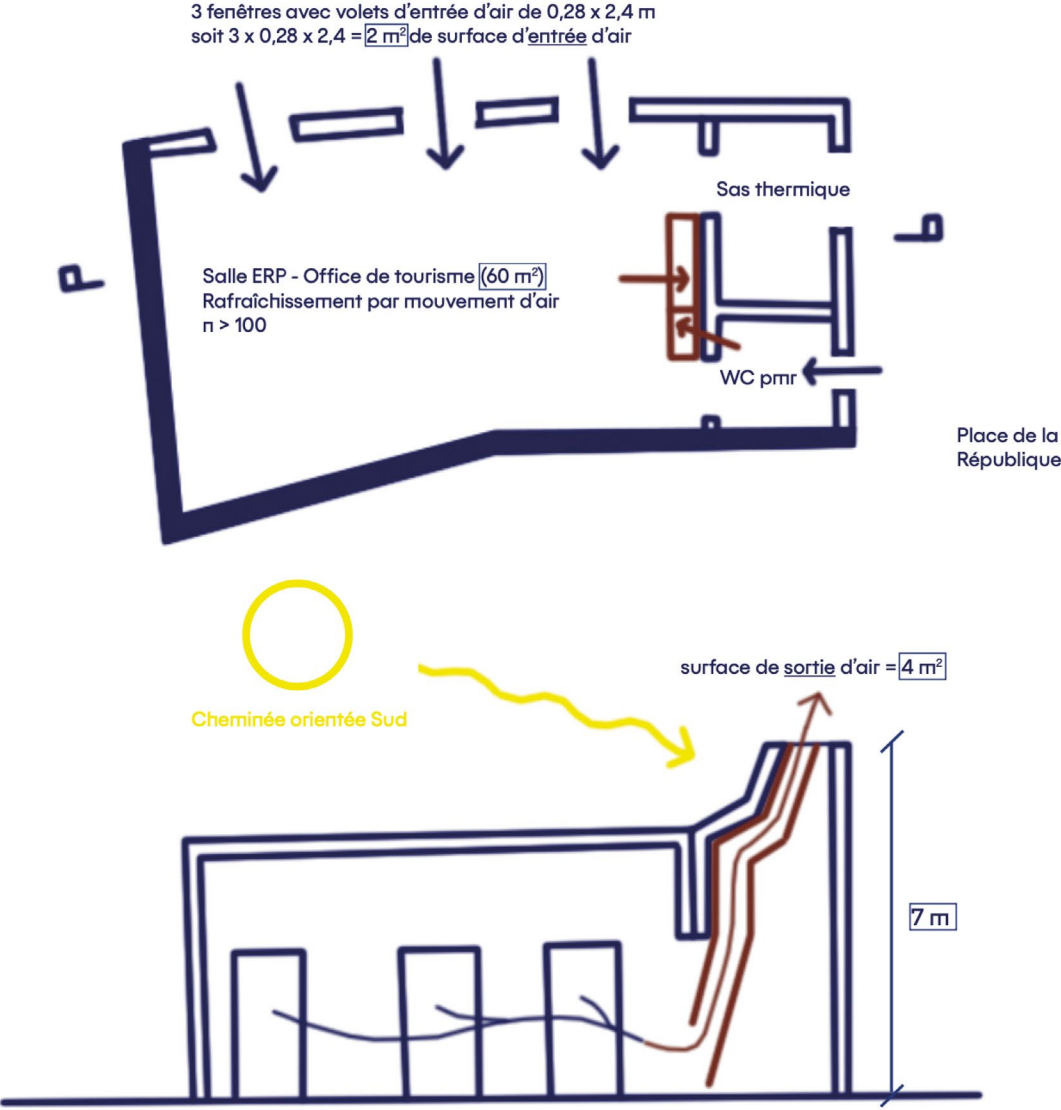 3 fenêtres avec volets d'entrée d'air de 0,28 x 2,4 m
soit 3 x 0,28 x 2,4 = 2 m² de surface d'entrée d'air
Sas thermique
b
P
Salle ERP - Office de tourisme (60 m²)
Rafraîchissement par mouvement d'air
n > 100
WC pmr
Place de la
République
surface de sortie d'air = 4 m²
Cheminée orientée Sud
7 m